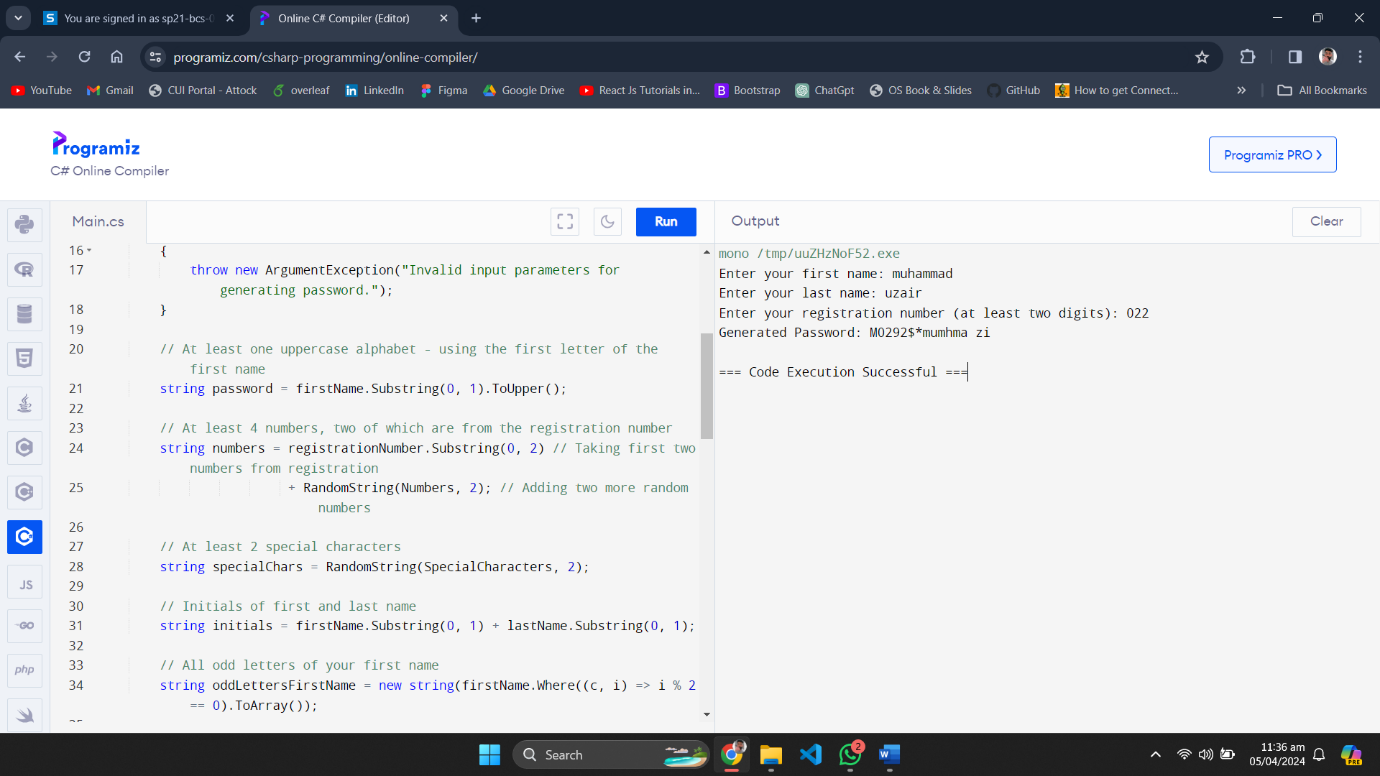 You are signed in as sp21-bcs-0
Online C# Compiler (Editor)
programiz.com/csharp-programming/online-compiler/
YouTube Gmail CUI Portal - Attock overleaf LinkedIn Figma Google Drive React Js Tutorials in... Bootstrap ChatGpt OS Book & Slides GitHub How to get Connect... » All Bookmarks
Programiz
C# Online Compiler
Programiz PRO ❯
Main.cs
Run
Output
Clear
16 {
17 throw new ArgumentException("Invalid input parameters for
generating password.");
18 }
19
20 // At least one uppercase alphabet - using the first letter of the
first name
21 string password = firstName.Substring(0, 1).ToUpper();
22
23 // At least 4 numbers, two of which are from the registration number
24 string numbers = registrationNumber.Substring(0, 2) // Taking first two
numbers from registration
25 + RandomString(Numbers, 2); // Adding two more random
numbers
26
27 // At least 2 special characters
28 string specialChars = RandomString(SpecialCharacters, 2);
29
30 // Initials of first and last name
31 string initials = firstName.Substring(0, 1) + lastName.Substring(0, 1);
32
33 // All odd letters of your first name
34 string oddLettersFirstName = new string(firstName.Where((c, i) => i % 2
== 0).ToArray());
mono /tmp/uuZHzNoF52.exe
Enter your first name: muhammad
Enter your last name: uzair
Enter your registration number (at least two digits): 022
Generated Password: M0292$*mumhma zi
=== Code Execution Successful ===
JS
GO
php
Search
2
11:36 am
05/04/2024
PRE